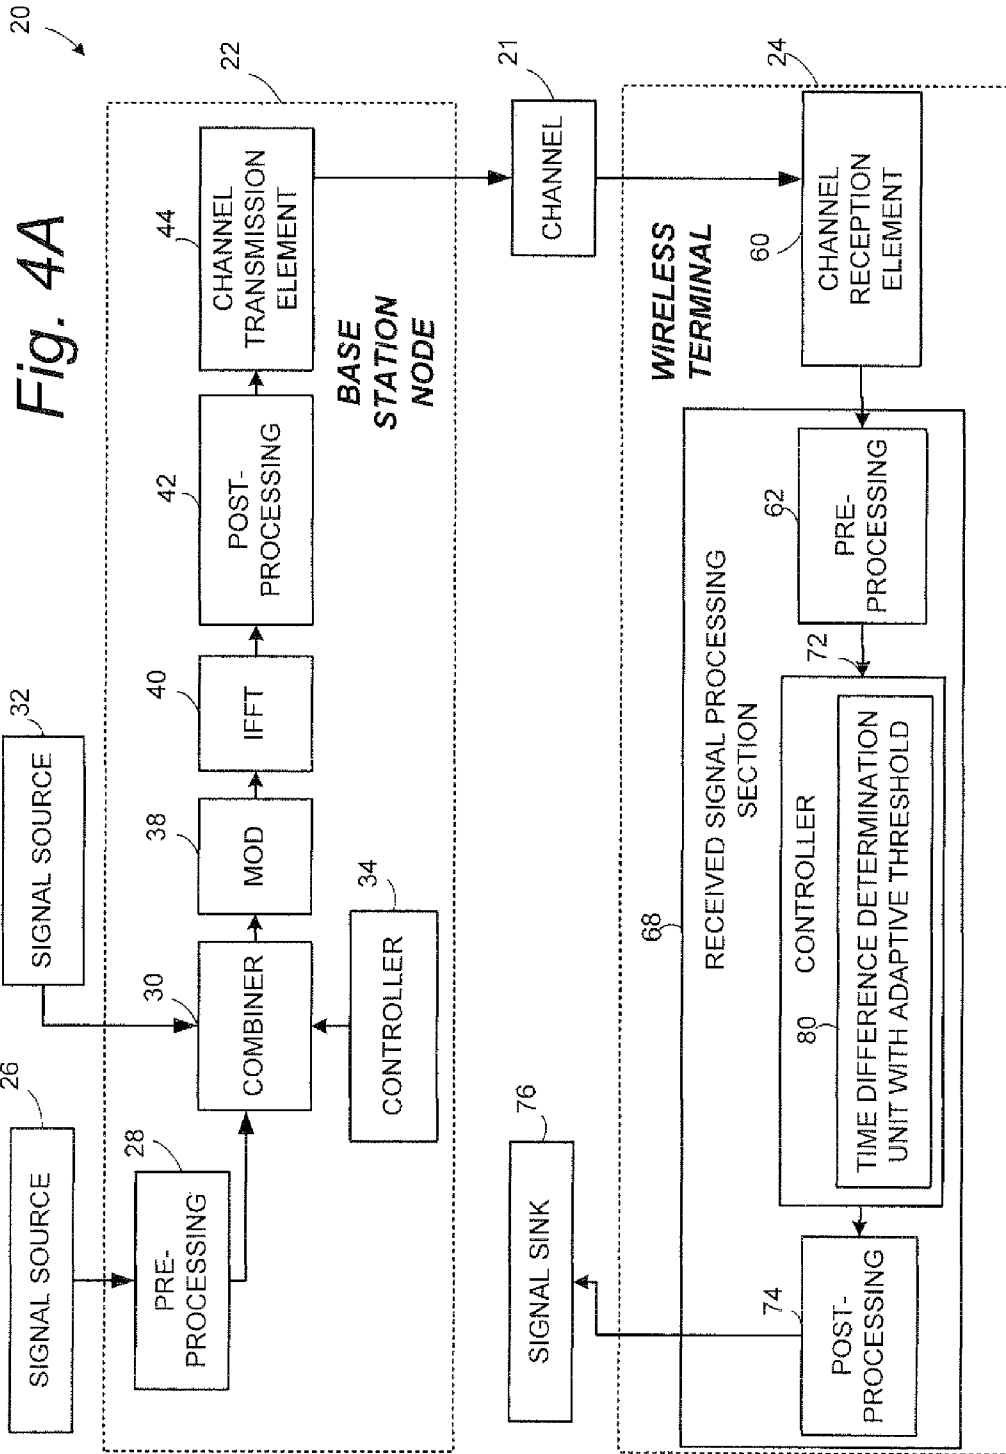 Fig. 4A
20
26
SIGNAL SOURCE
32
SIGNAL SOURCE
22
28
PRE-
PROCESSING
30
COMBINER
34
CONTROLLER
38
MOD
40
IFFT
42
POST-
PROCESSING
44
CHANNEL
TRANSMISSION
ELEMENT
BASE
STATION
NODE
21
CHANNEL
76
SIGNAL SINK
24
WIRELESS
TERMINAL
60
CHANNEL
RECEPTION
ELEMENT
68
RECEIVED SIGNAL PROCESSING
SECTION
62
PRE-
PROCESSING
72
CONTROLLER
80
TIME DIFFERENCE DETERMINATION
UNIT WITH ADAPTIVE THRESHOLD
74
POST-
PROCESSING